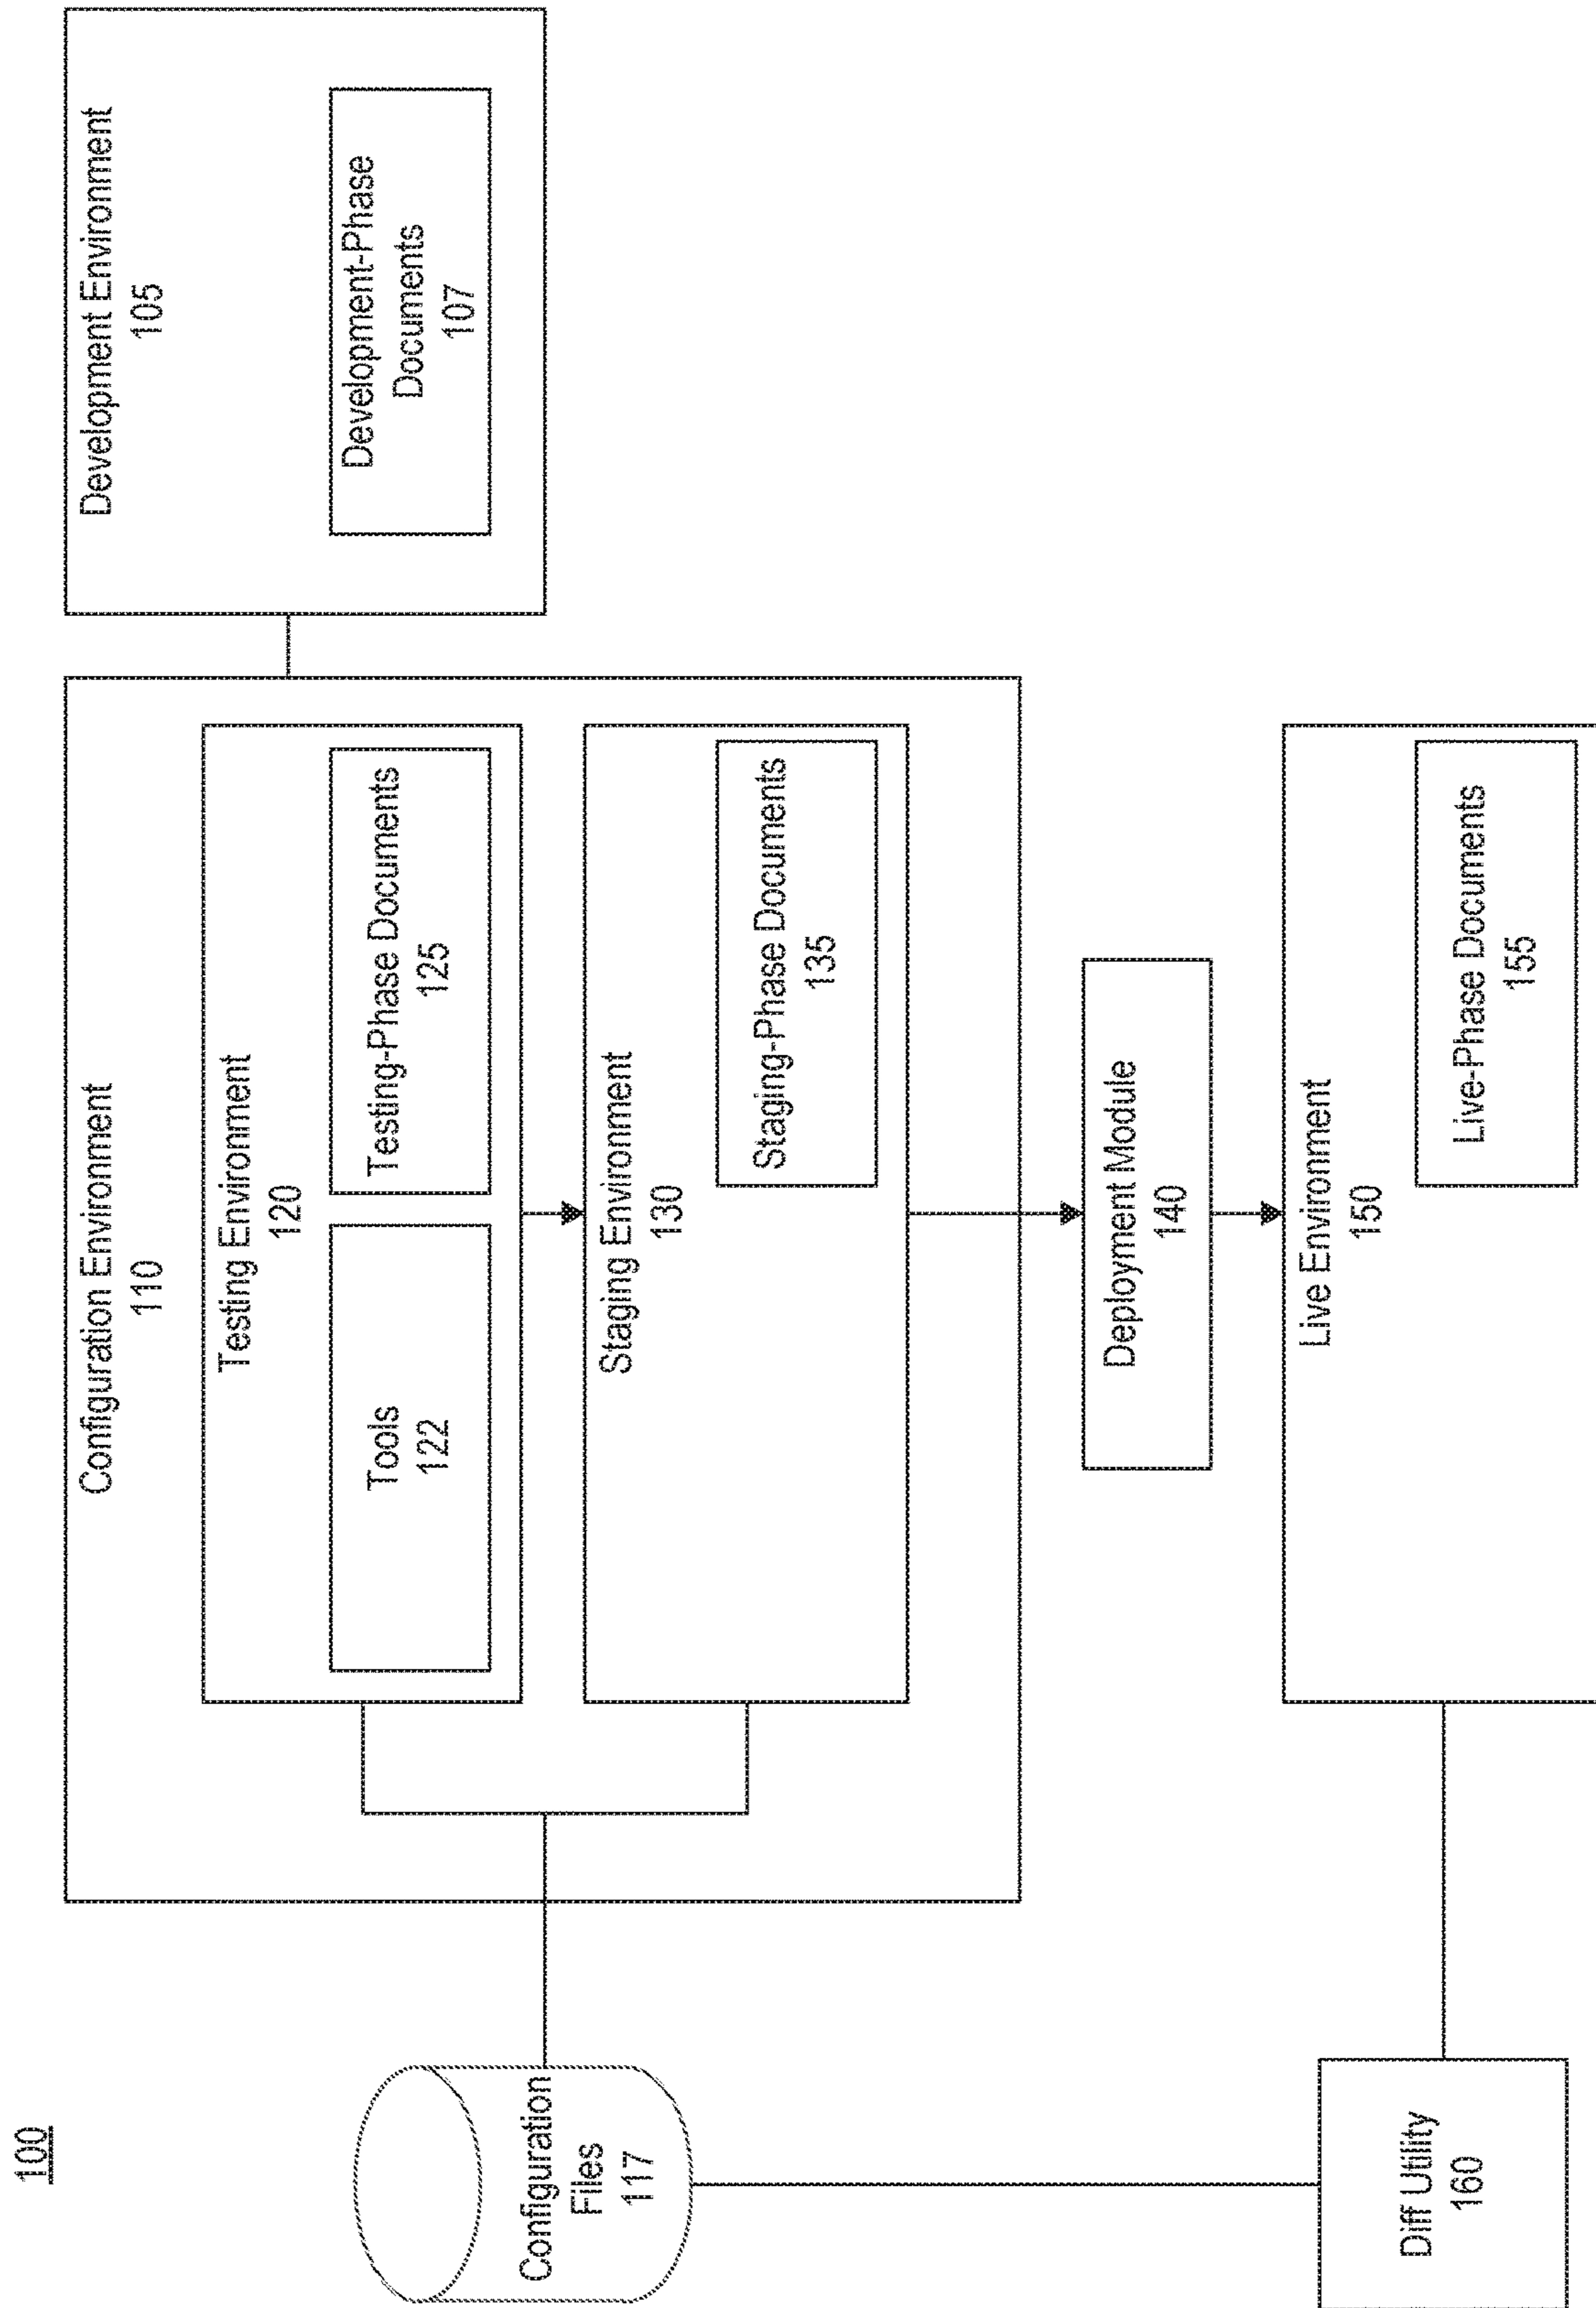 100
Configuration Environment
110
Development Environment
105
Testing Environment
120
Tools
122
Testing-Phase Documents
125
Development-Phase
Documents
107
Configuration
Files
117
Staging Environment
130
Staging-Phase Documents
135
Deployment Module
140
Live Environment
150
Live-Phase Documents
155
Diff Utility
160